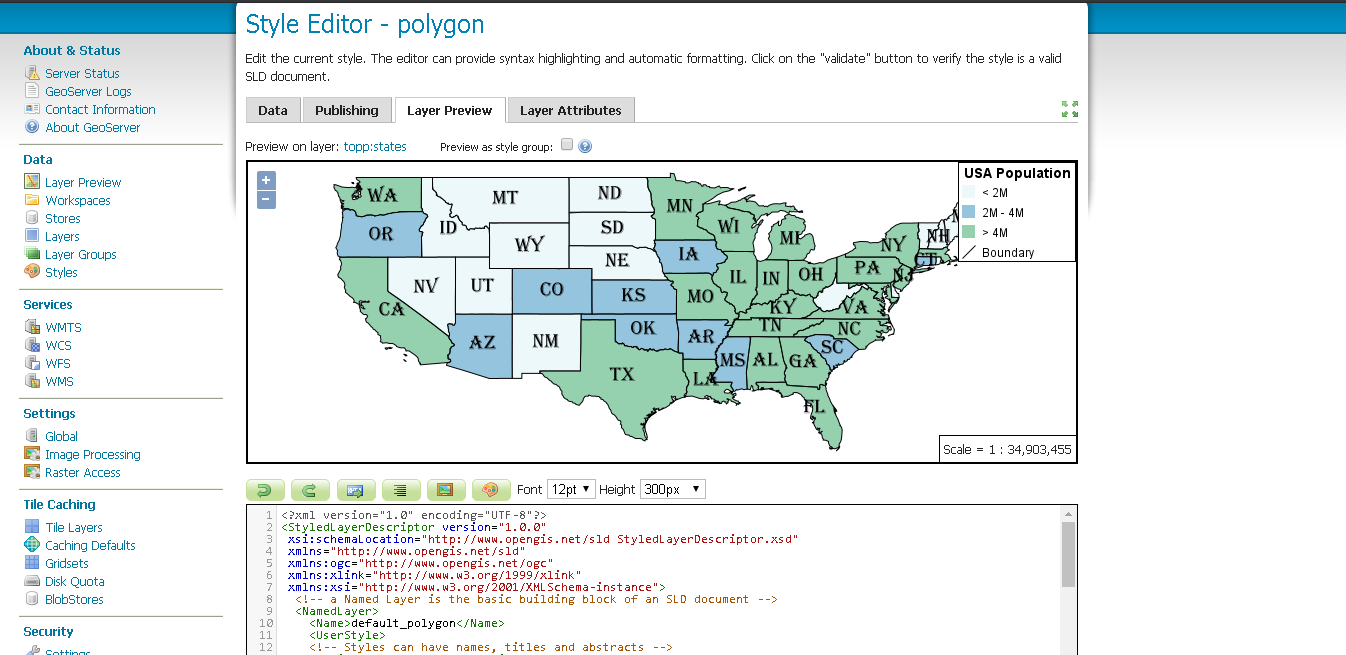 About & Status
Server Status
GeoServer Logs
Contact Information
About GeoServer
Data
Layer Preview
Workspaces
Stores
Layers
Layer Groups
Styles
Services
WMTS
WCS
WFS
WMS
Settings
Global
Image Processing
Raster Access
Tile Caching
Tile Layers
Caching Defaults
Gridsets
Disk Quota
BlobStores
Security
Settings
Style Editor - polygon
Edit the current style. The editor can provide syntax highlighting and automatic formatting. Click on the "validate" button to verify the style is a valid
SLD document.
Data Publishing Layer Preview Layer Attributes
Preview on layer: topp:states Preview as style group:
+
−
WA MT ND MN
OR ID SD WI MI NY NH
WY IA
NE IL IN OH PA NJ CT
NV UT CO KS MO KY VA
CA TN NC
AZ NM OK AR MS AL GA SC
TX LA FL
USA Population
< 2M
2M - 4M
> 4M
Boundary
Scale = 1 : 34,903,455
Font 12pt Height 300px
1 <?xml version="1.0" encoding="UTF-8"?>
2 <StyledLayerDescriptor version="1.0.0"
3 xsi:schemaLocation="http://www.opengis.net/sld StyledLayerDescriptor.xsd"
4 xmlns="http://www.opengis.net/sld"
5 xmlns:ogc="http://www.opengis.net/ogc"
6 xmlns:xlink="http://www.w3.org/1999/xlink"
7 xmlns:xsi="http://www.w3.org/2001/XMLSchema-instance">
8 <!-- a Named Layer is the basic building block of an SLD document -->
9 <NamedLayer>
10 <Name>default_polygon</Name>
11 <UserStyle>
12 <!-- Styles can have names, titles and abstracts -->